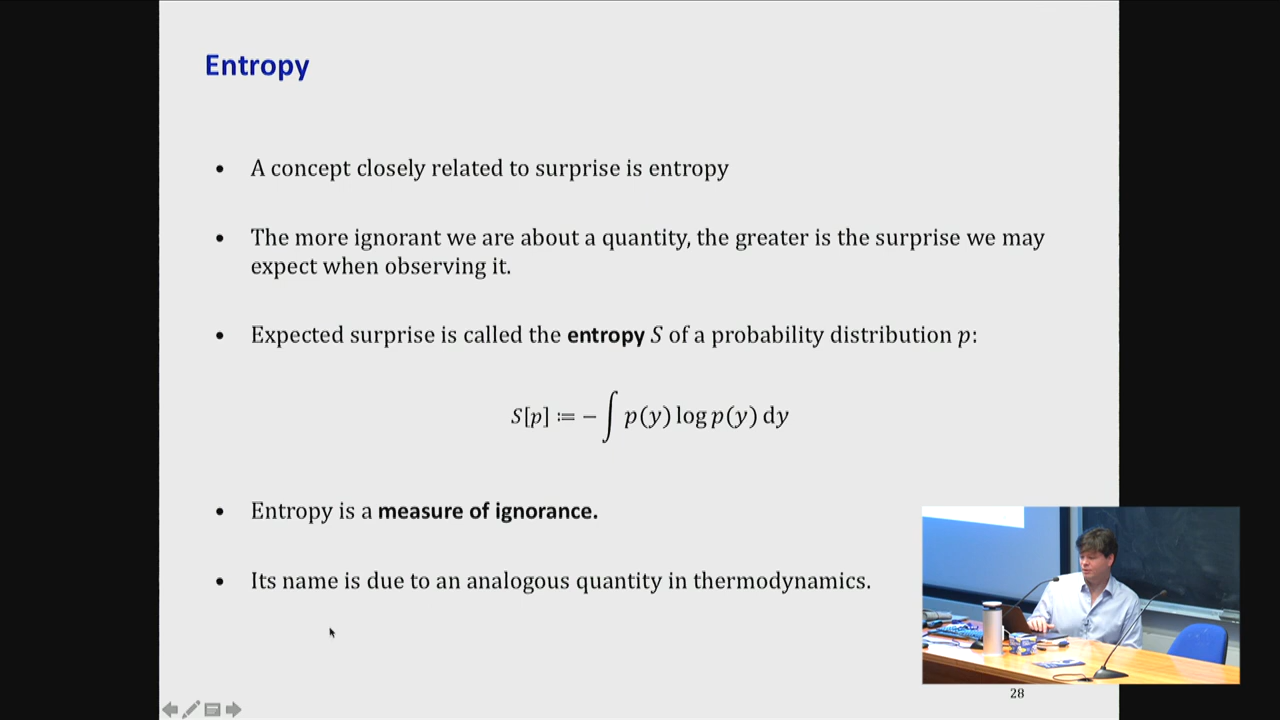 Entropy
• A concept closely related to surprise is entropy
• The more ignorant we are about a quantity, the greater is the surprise we may
expect when observing it.
• Expected surprise is called the entropy S of a probability distribution p:
S[p] ≔ − ∫ p(y) log p(y) dy
• Entropy is a measure of ignorance.
• Its name is due to an analogous quantity in thermodynamics.
28